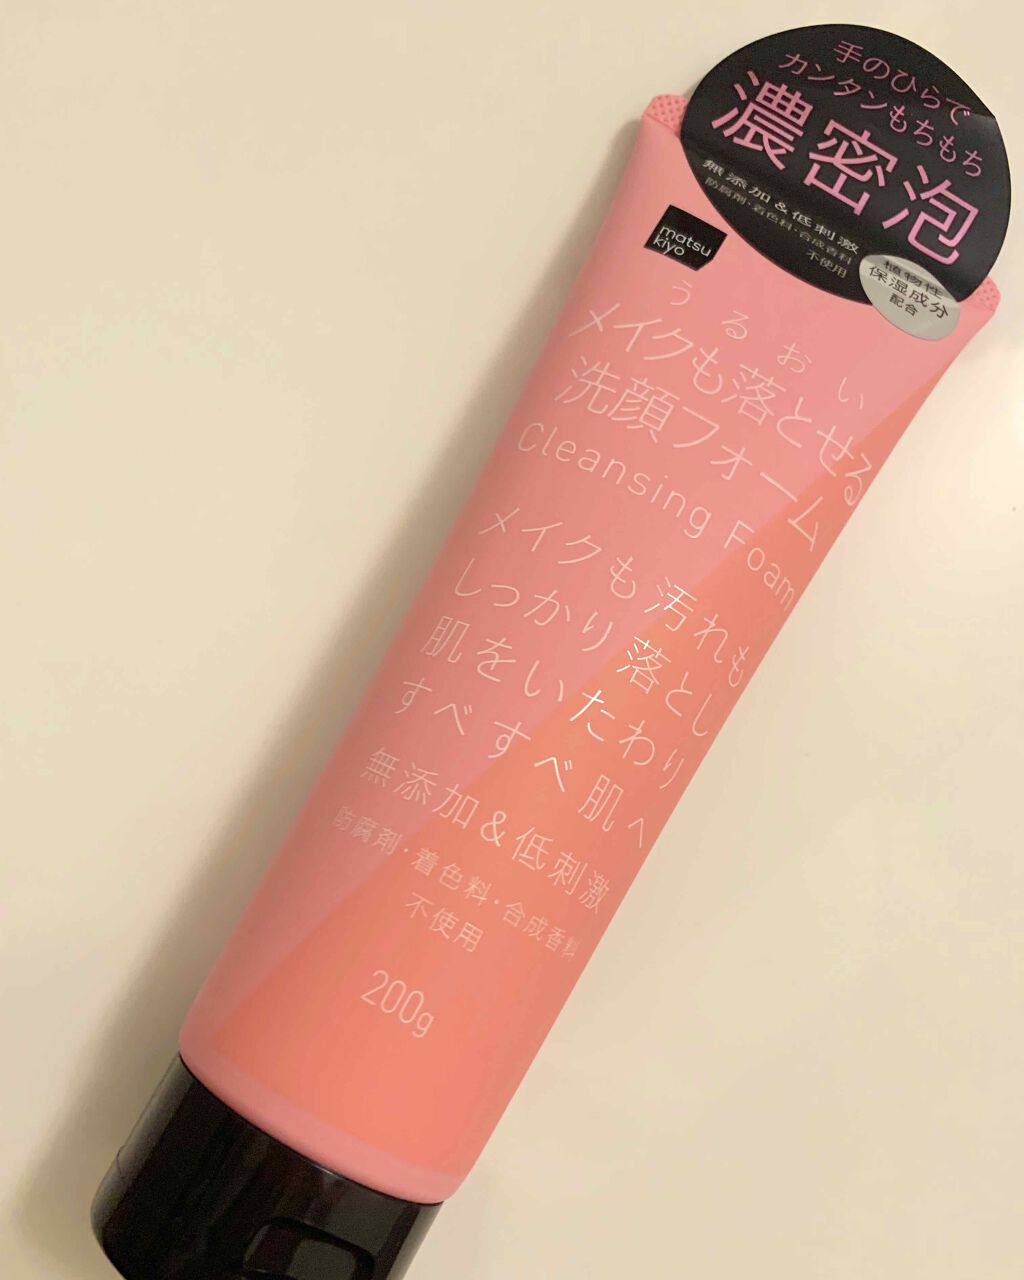 手のひらで
カンタンもちもち
濃密泡
無添加&低刺激
防腐剤・着色料・合成香料
不使用
植物性
保湿成分
配合
matsu
kiyo
うるおい
メイクも落とせる
洗顔フォーム
Cleansing Foam
メイクも汚れも
しっかり落とし
肌をいたわり
すべすべ肌へ
無添加&低刺激
防腐剤・着色料・合成香料
不使用
200g